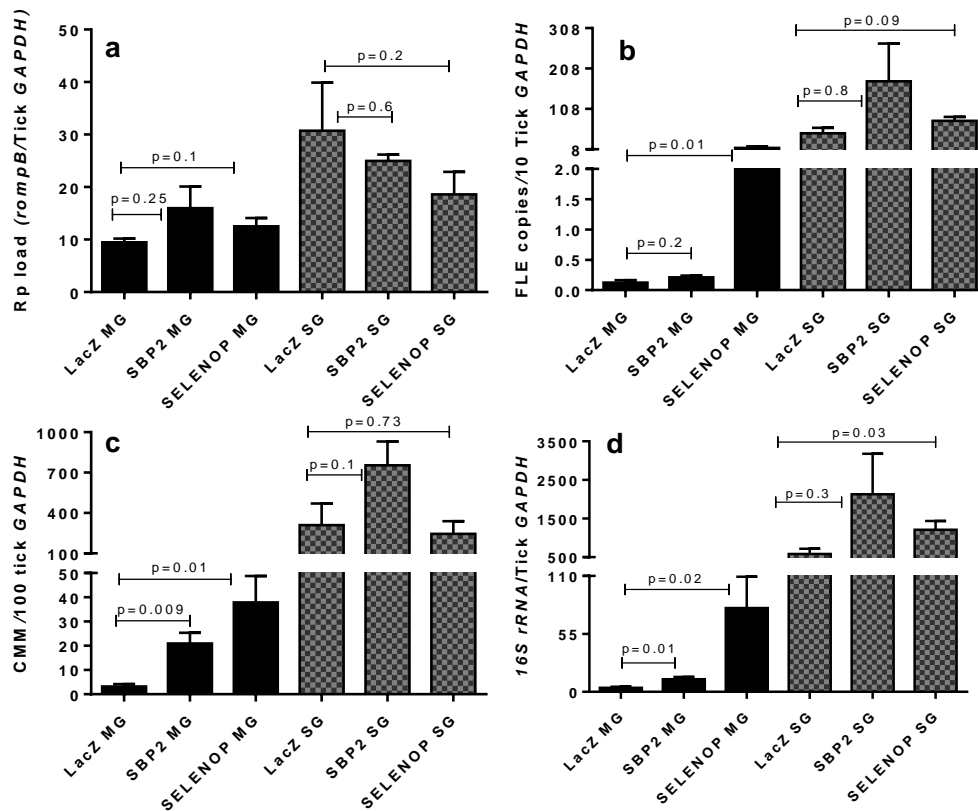 a
Rp load (rompB/Tick GAPDH
50
40
30
20
10
0
p=0.2
p=0.6
p=0.1
p=0.25
LacZ MG
SBP2 MG
SELENOP MG
LacZ SG
SBP2 SG
SELENOP SG
b
FLE copies/10 Tick GAPDH
308
208
108
8
2.0
1.5
1.0
0.5
0.0
p=0.09
p=0.8
p=0.01
p=0.2
LacZ MG
SBP2 MG
SELENOP MG
LacZ SG
SBP2 SG
SELENOP SG
c
CMM/100 tick GAPDH
1000
700
400
100
50
40
30
20
10
0
p=0.73
p=0.1
p=0.01
p=0.009
LacZ MG
SBP2 MG
SELENOP MG
LacZ SG
SBP2 SG
SELENOP SG
d
16S rRNA/Tick GAPDH
3500
2500
1500
500
110
55
0
p=0.03
p=0.3
p=0.02
p=0.01
LacZ MG
SBP2 MG
SELENOP MG
LacZ SG
SBP2 SG
SELENOP SG